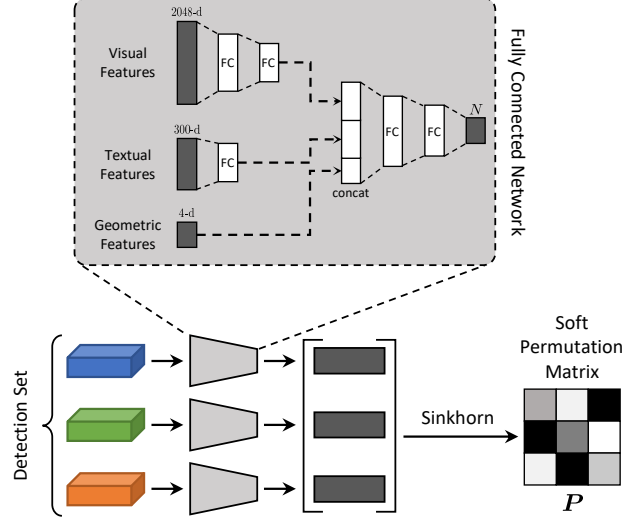 2048-d
Visual
Features
FC
FC
300-d
Textual
Features
FC
4-d
Geometric
Features
concat
FC
FC
N
Fully Connected Network
Detection Set
Sinkhorn
Soft
Permutation
Matrix
P